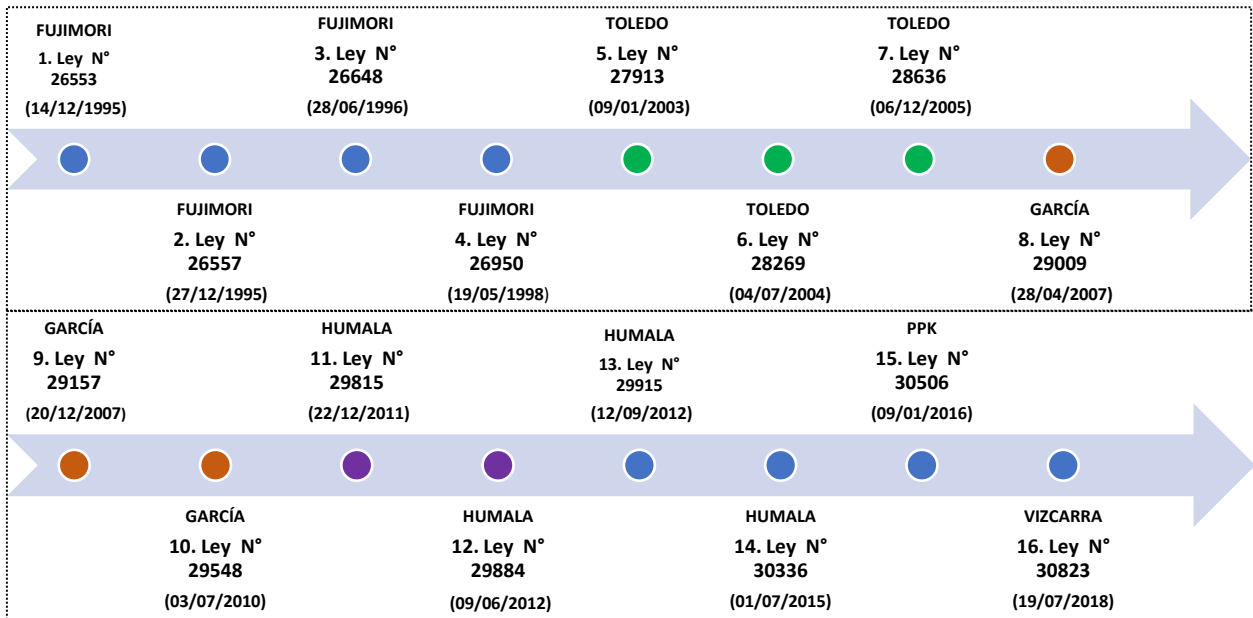 FUJIMORI
1. Ley N°
26553
(14/12/1995)
FUJIMORI
3. Ley N°
26648
(28/06/1996)
TOLEDO
5. Ley N°
27913
(09/01/2003)
TOLEDO
7. Ley N°
28636
(06/12/2005)
FUJIMORI
2. Ley N°
26557
(27/12/1995)
FUJIMORI
4. Ley N°
26950
(19/05/1998)
TOLEDO
6. Ley N°
28269
(04/07/2004)
GARCÍA
8. Ley N°
29009
(28/04/2007)
GARCÍA
9. Ley N°
29157
(20/12/2007)
HUMALA
11. Ley N°
29815
(22/12/2011)
HUMALA
13. Ley N°
29915
(12/09/2012)
PPK
15. Ley N°
30506
(09/01/2016)
GARCÍA
10. Ley N°
29548
(03/07/2010)
HUMALA
12. Ley N°
29884
(09/06/2012)
HUMALA
14. Ley N°
30336
(01/07/2015)
VIZCARRA
16. Ley N°
30823
(19/07/2018)